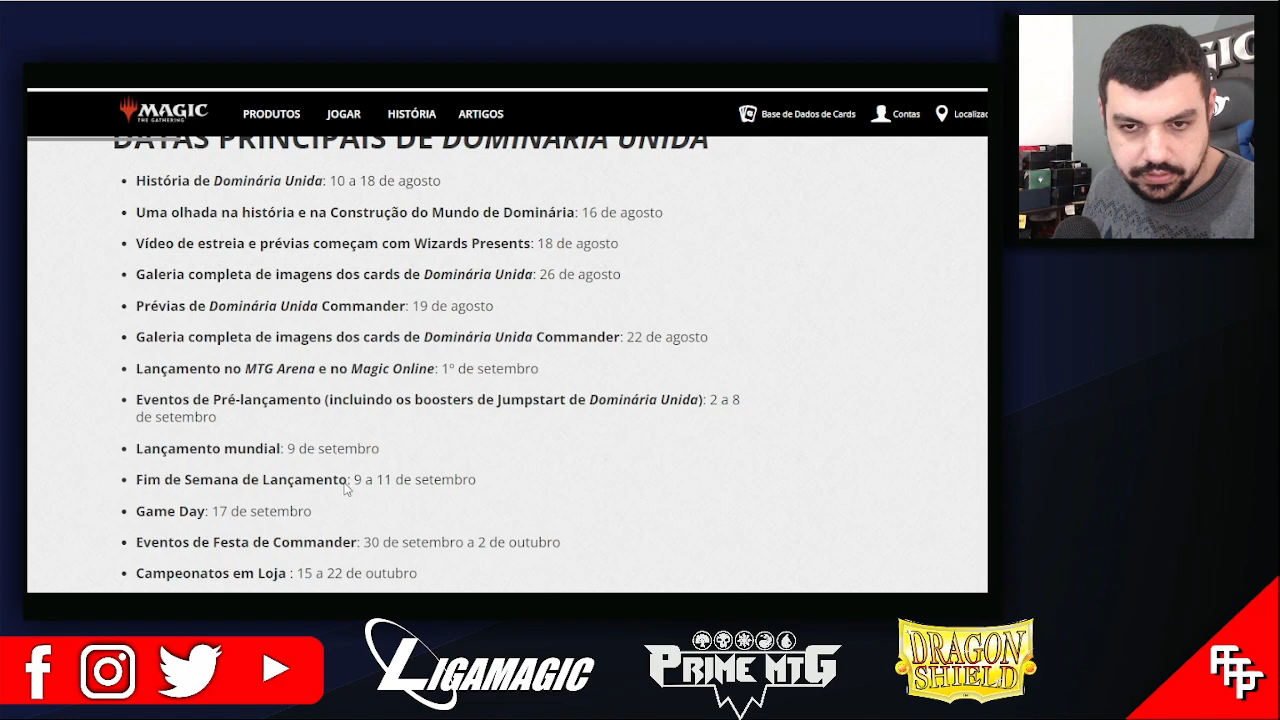 MAGIC
THE GATHERING
PRODUTOS JOGAR HISTÓRIA ARTIGOS
Base de Dados de Cards Contas Localizac
DATAS PRINCIPAIS DE DOMINÁRIA UNIDA
• História de Dominária Unida: 10 a 18 de agosto
• Uma olhada na história e na Construção do Mundo de Dominária: 16 de agosto
• Vídeo de estreia e prévias começam com Wizards Presents: 18 de agosto
• Galeria completa de imagens dos cards de Dominária Unida: 26 de agosto
• Prévias de Dominária Unida Commander: 19 de agosto
• Galeria completa de imagens dos cards de Dominária Unida Commander: 22 de agosto
• Lançamento no MTG Arena e no Magic Online: 1º de setembro
• Eventos de Pré-lançamento (incluindo os boosters de Jumpstart de Dominária Unida): 2 a 8
de setembro
• Lançamento mundial: 9 de setembro
• Fim de Semana de Lançamento: 9 a 11 de setembro
• Game Day: 17 de setembro
• Eventos de Festa de Commander: 30 de setembro a 2 de outubro
• Campeonatos em Loja : 15 a 22 de outubro
LIGAMAGIC
PRIME MTG
DRAGON
SHIELD